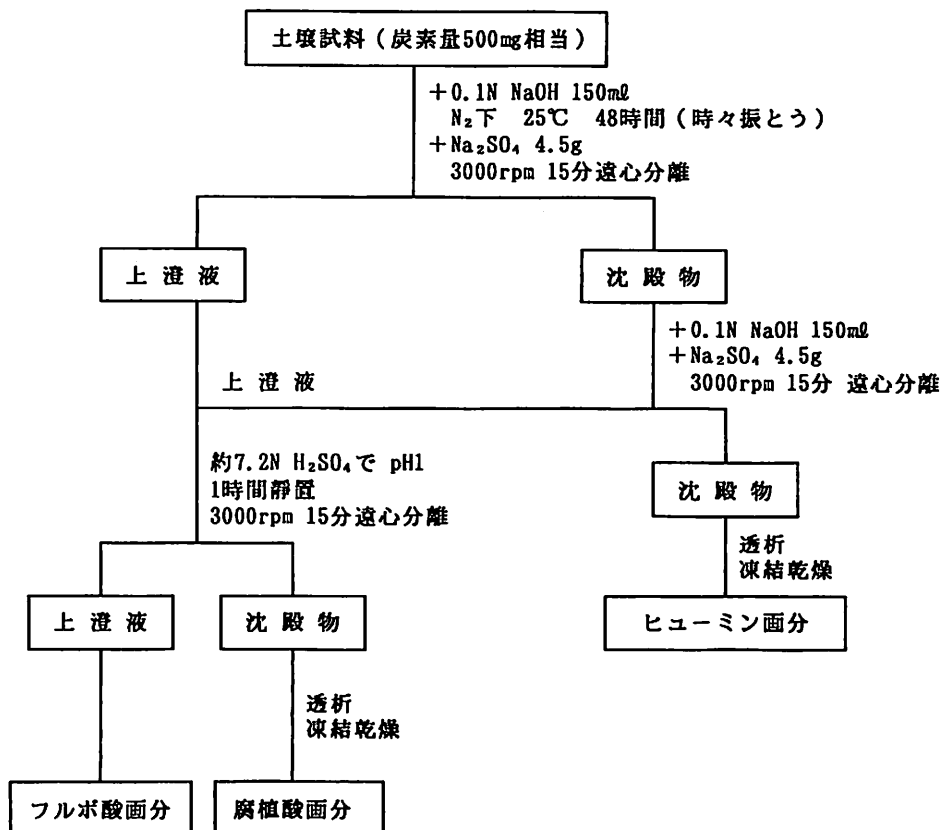 土壌試料(炭素量500mg相当)
+0.1N NaOH 150mℓ
N₂下 25℃ 48時間(時々振とう)
+Na₂SO₄ 4.5g
3000rpm 15分遠心分離
上澄液
沈殿物
+0.1N NaOH 150mℓ
+Na₂SO₄ 4.5g
3000rpm 15分 遠心分離
上澄液
約7.2N H₂SO₄で pH1
1時間靜置
3000rpm 15分遠心分離
沈殿物
透析
凍結乾燥
上澄液
沈殿物
ヒューミン画分
透析
凍結乾燥
フルボ酸画分
腐植酸画分